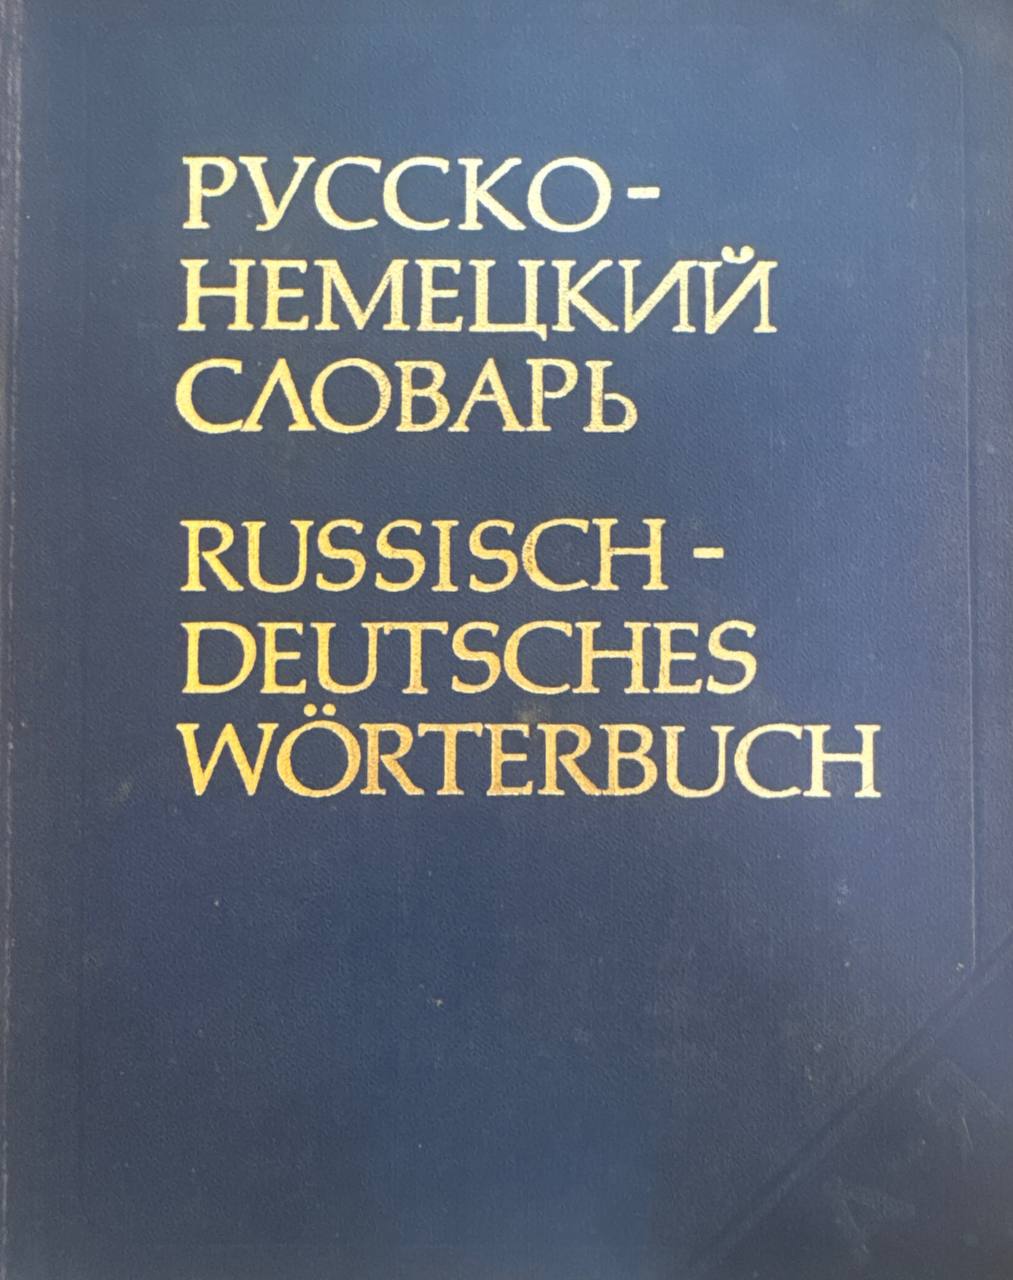 РУССКО-
НЕМЕЦКИЙ
СЛОВАРЬ
RUSSISCH-
DEUTSCHES
WÖRTERBUCH